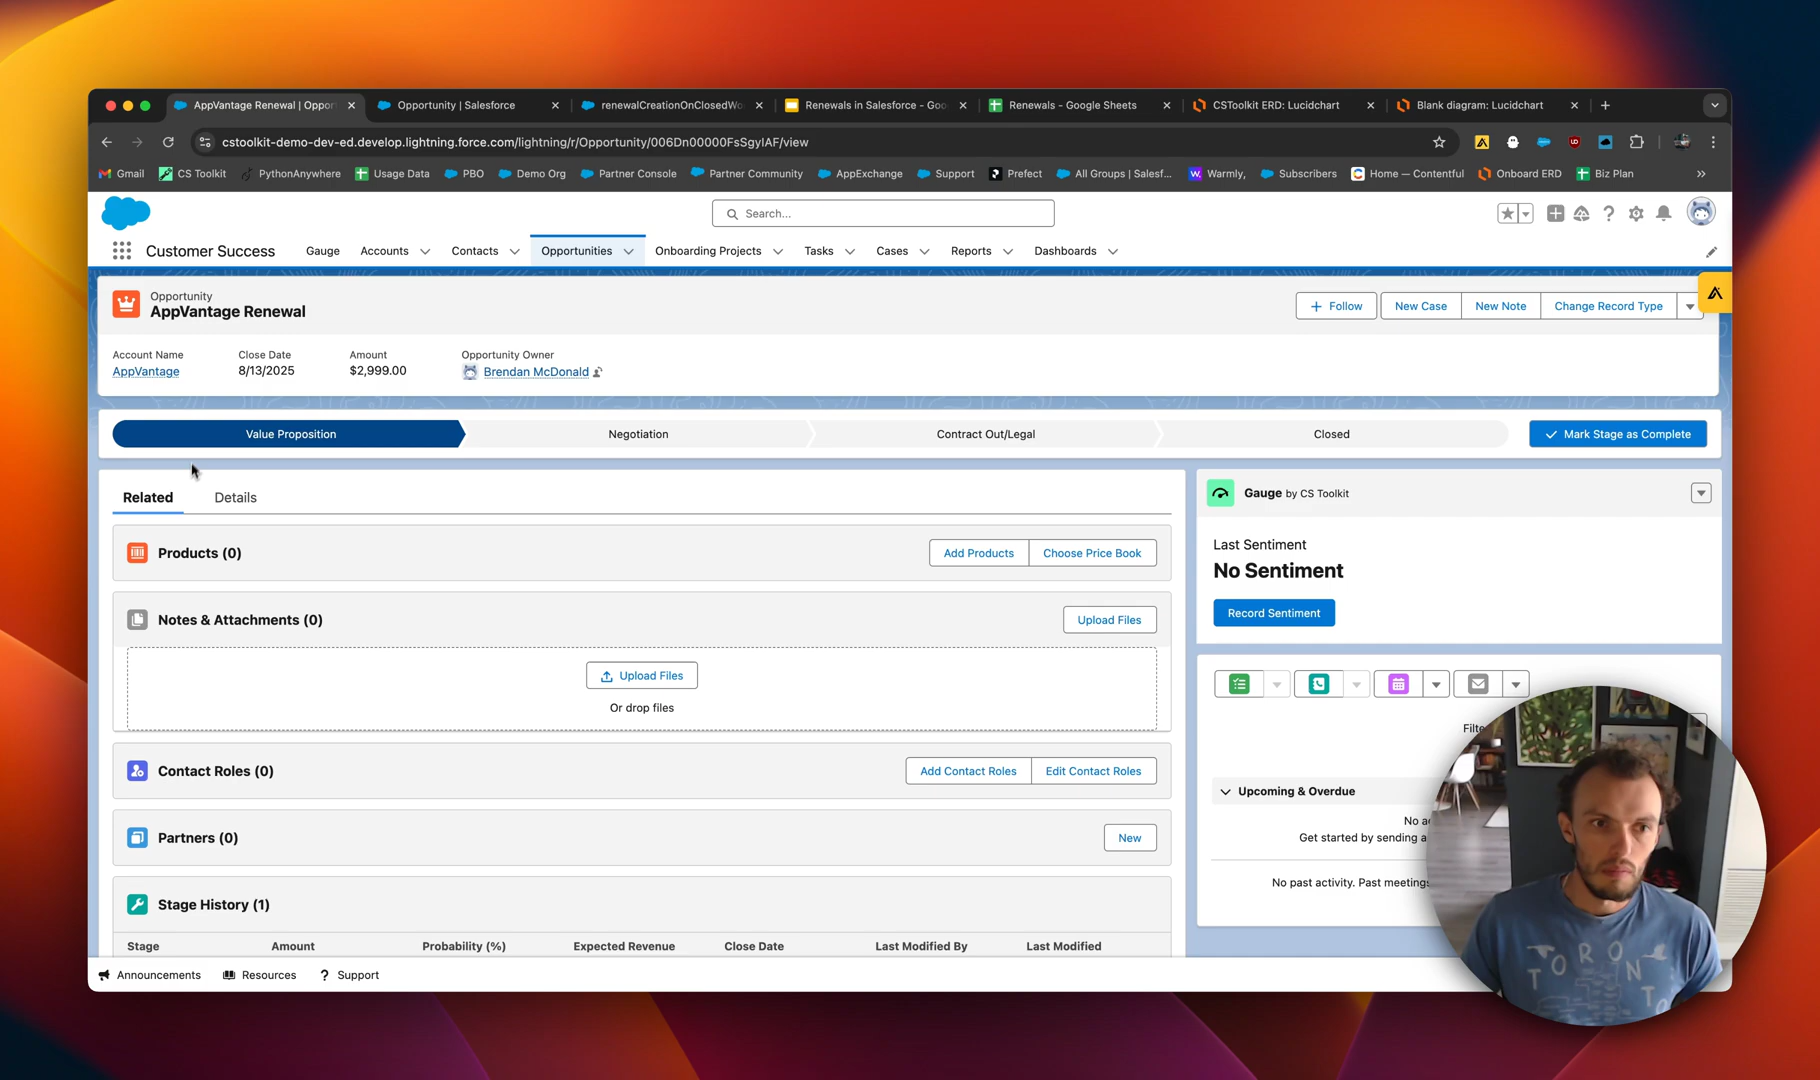 AppVantage Renewal | Oppor
Opportunity | Salesforce
renewalCreationOnClosedWo
Renewals in Salesforce - Goo
Renewals - Google Sheets
CSToolkit ERD: Lucidchart
Blank diagram: Lucidchart
cstoolkit-demo-dev-ed.develop.lightning.force.com/lightning/r/Opportunity/006Dn00000FsSgyIAF/view
Gmail
CS Toolkit
PythonAnywhere
Usage Data
PBO
Demo Org
Partner Console
Partner Community
AppExchange
Support
Prefect
All Groups | Salesf...
Warmly,
Subscribers
Home — Contentful
Onboard ERD
Biz Plan
Search...
Customer Success
Gauge
Accounts
Contacts
Opportunities
Onboarding Projects
Tasks
Cases
Reports
Dashboards
Opportunity
AppVantage Renewal
+ Follow
New Case
New Note
Change Record Type
Account Name
AppVantage
Close Date
8/13/2025
Amount
$2,999.00
Opportunity Owner
Brendan McDonald
Value Proposition
Negotiation
Contract Out/Legal
Closed
Mark Stage as Complete
Related
Details
Products (0)
Add Products
Choose Price Book
Notes & Attachments (0)
Upload Files
Upload Files
Or drop files
Contact Roles (0)
Add Contact Roles
Edit Contact Roles
Partners (0)
New
Stage History (1)
Stage
Amount
Probability (%)
Expected Revenue
Close Date
Last Modified By
Last Modified
Gauge by CS Toolkit
Last Sentiment
No Sentiment
Record Sentiment
Filte
Upcoming & Overdue
No a
Get started by sending a
No past activity. Past meetings
TORONTO
Announcements
Resources
? Support